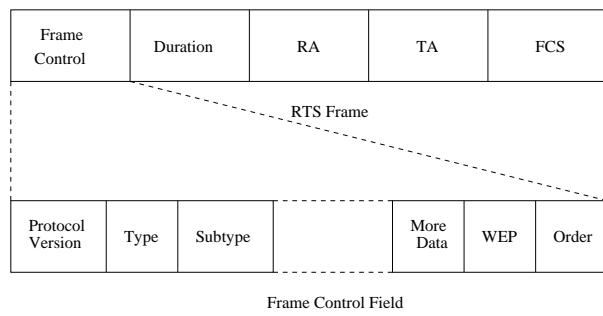 Frame Control Duration RA TA FCS
RTS Frame
Protocol Version Type Subtype More Data WEP Order
Frame Control Field